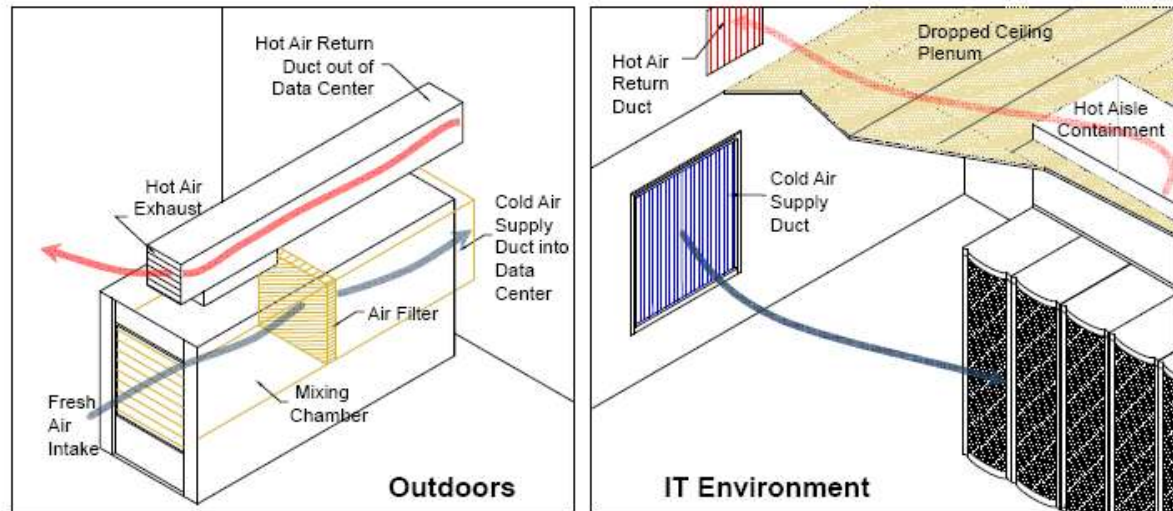 Hot Air Return
Duct out of
Data Center
Hot Air
Exhaust
Cold Air
Supply
Duct into
Data
Center
Air Filter
Mixing
Chamber
Fresh
Air
Intake
Outdoors
Dropped Ceiling
Plenum
Hot Air
Return
Duct
Hot Aisle
Containment
Cold Air
Supply
Duct
IT Environment